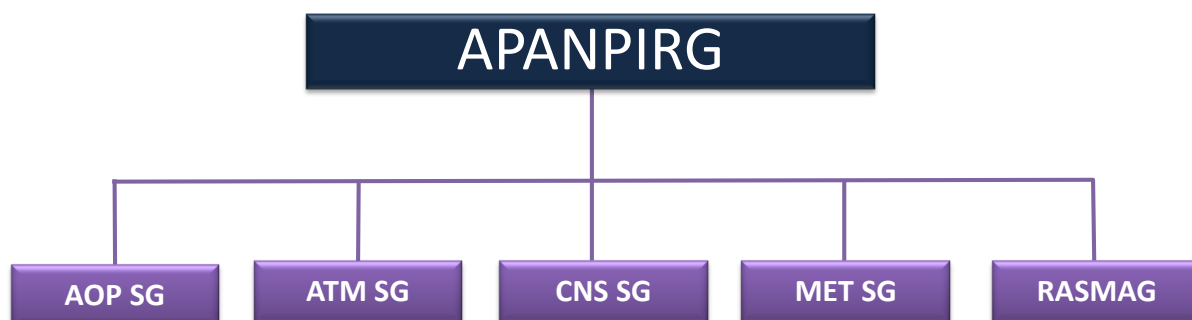 APANPIRG
AOP SG
ATM SG
CNS SG
MET SG
RASMAG